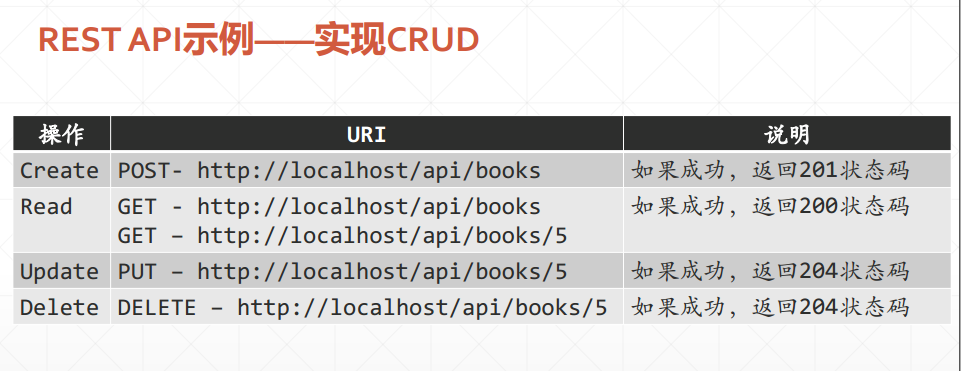 REST API示例——实现CRUD
操作 URI 说明
Create POST- http://localhost/api/books 如果成功，返回201状态码
Read GET - http://localhost/api/books 如果成功，返回200状态码
GET – http://localhost/api/books/5
Update PUT – http://localhost/api/books/5 如果成功，返回204状态码
Delete DELETE – http://localhost/api/books/5 如果成功，返回204状态码